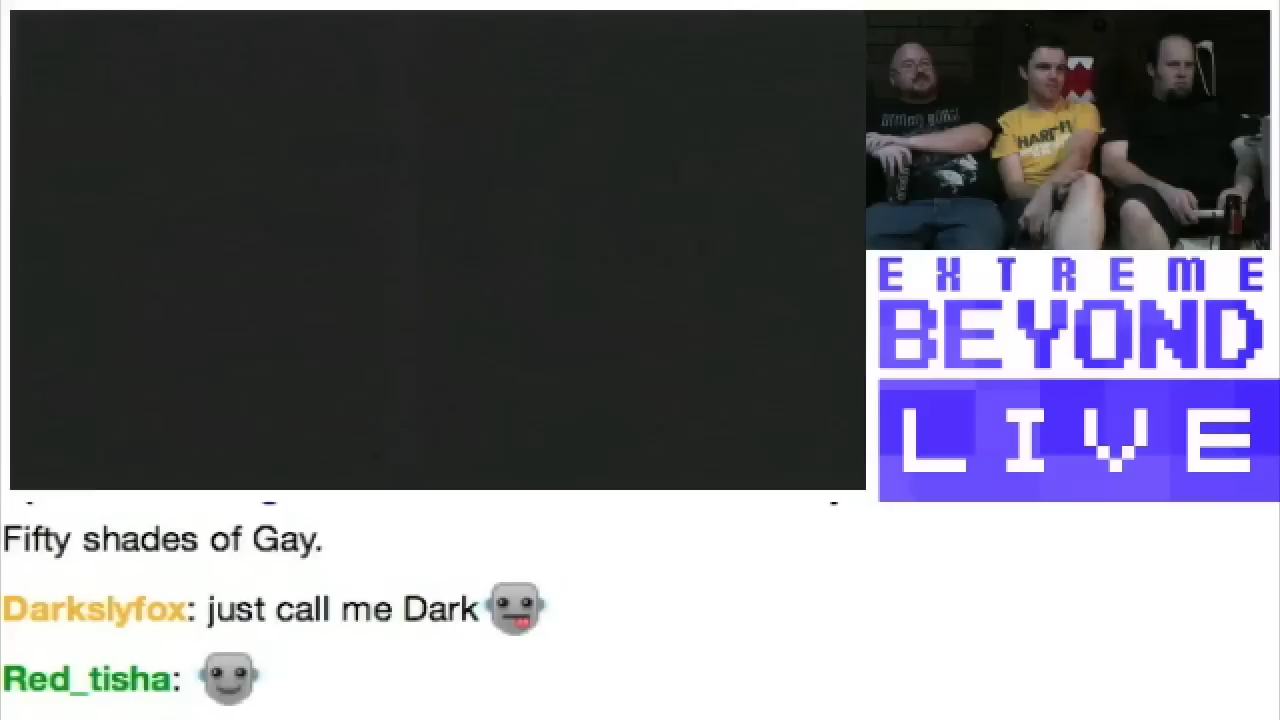 EXTREME
BEYOND
LIVE
Fifty shades of Gay.
Darkslyfox: just call me Dark
Red_tisha: